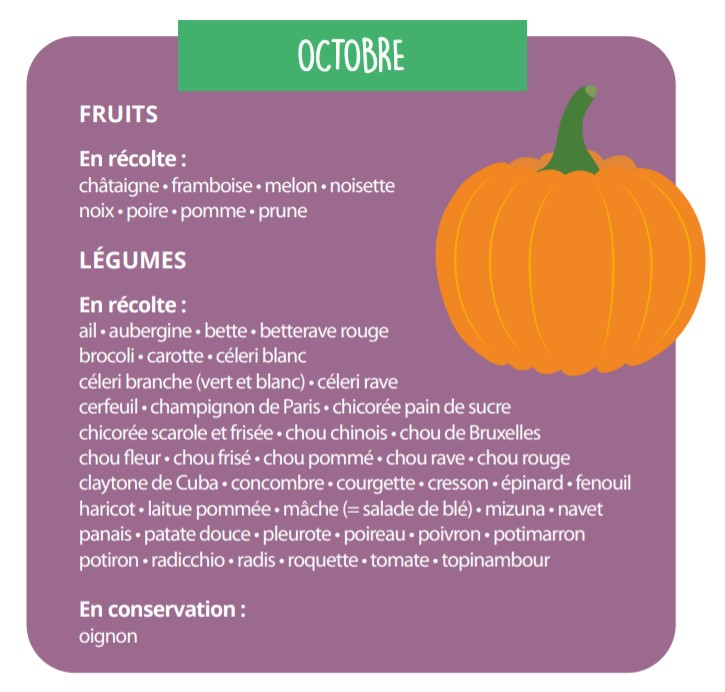 OCTOBRE
FRUITS
En récolte :
châtaigne • framboise • melon • noisette
noix • poire • pomme • prune
LÉGUMES
En récolte :
ail • aubergine • bette • betterave rouge
brocoli • carotte • céleri blanc
céleri branche (vert et blanc) • céleri rave
cerfeuil • champignon de Paris • chicorée pain de sucre
chicorée scarole et frisée • chou chinois • chou de Bruxelles
chou fleur • chou frisé • chou pommé • chou rave • chou rouge
claytone de Cuba • concombre • courgette • cresson • épinard • fenouil
haricot • laitue pommée • mâche (= salade de blé) • mizuna • navet
panais • patate douce • pleurote • poireau • poivron • potimarron
potiron • radicchio • radis • roquette • tomate • topinambour
En conservation :
oignon